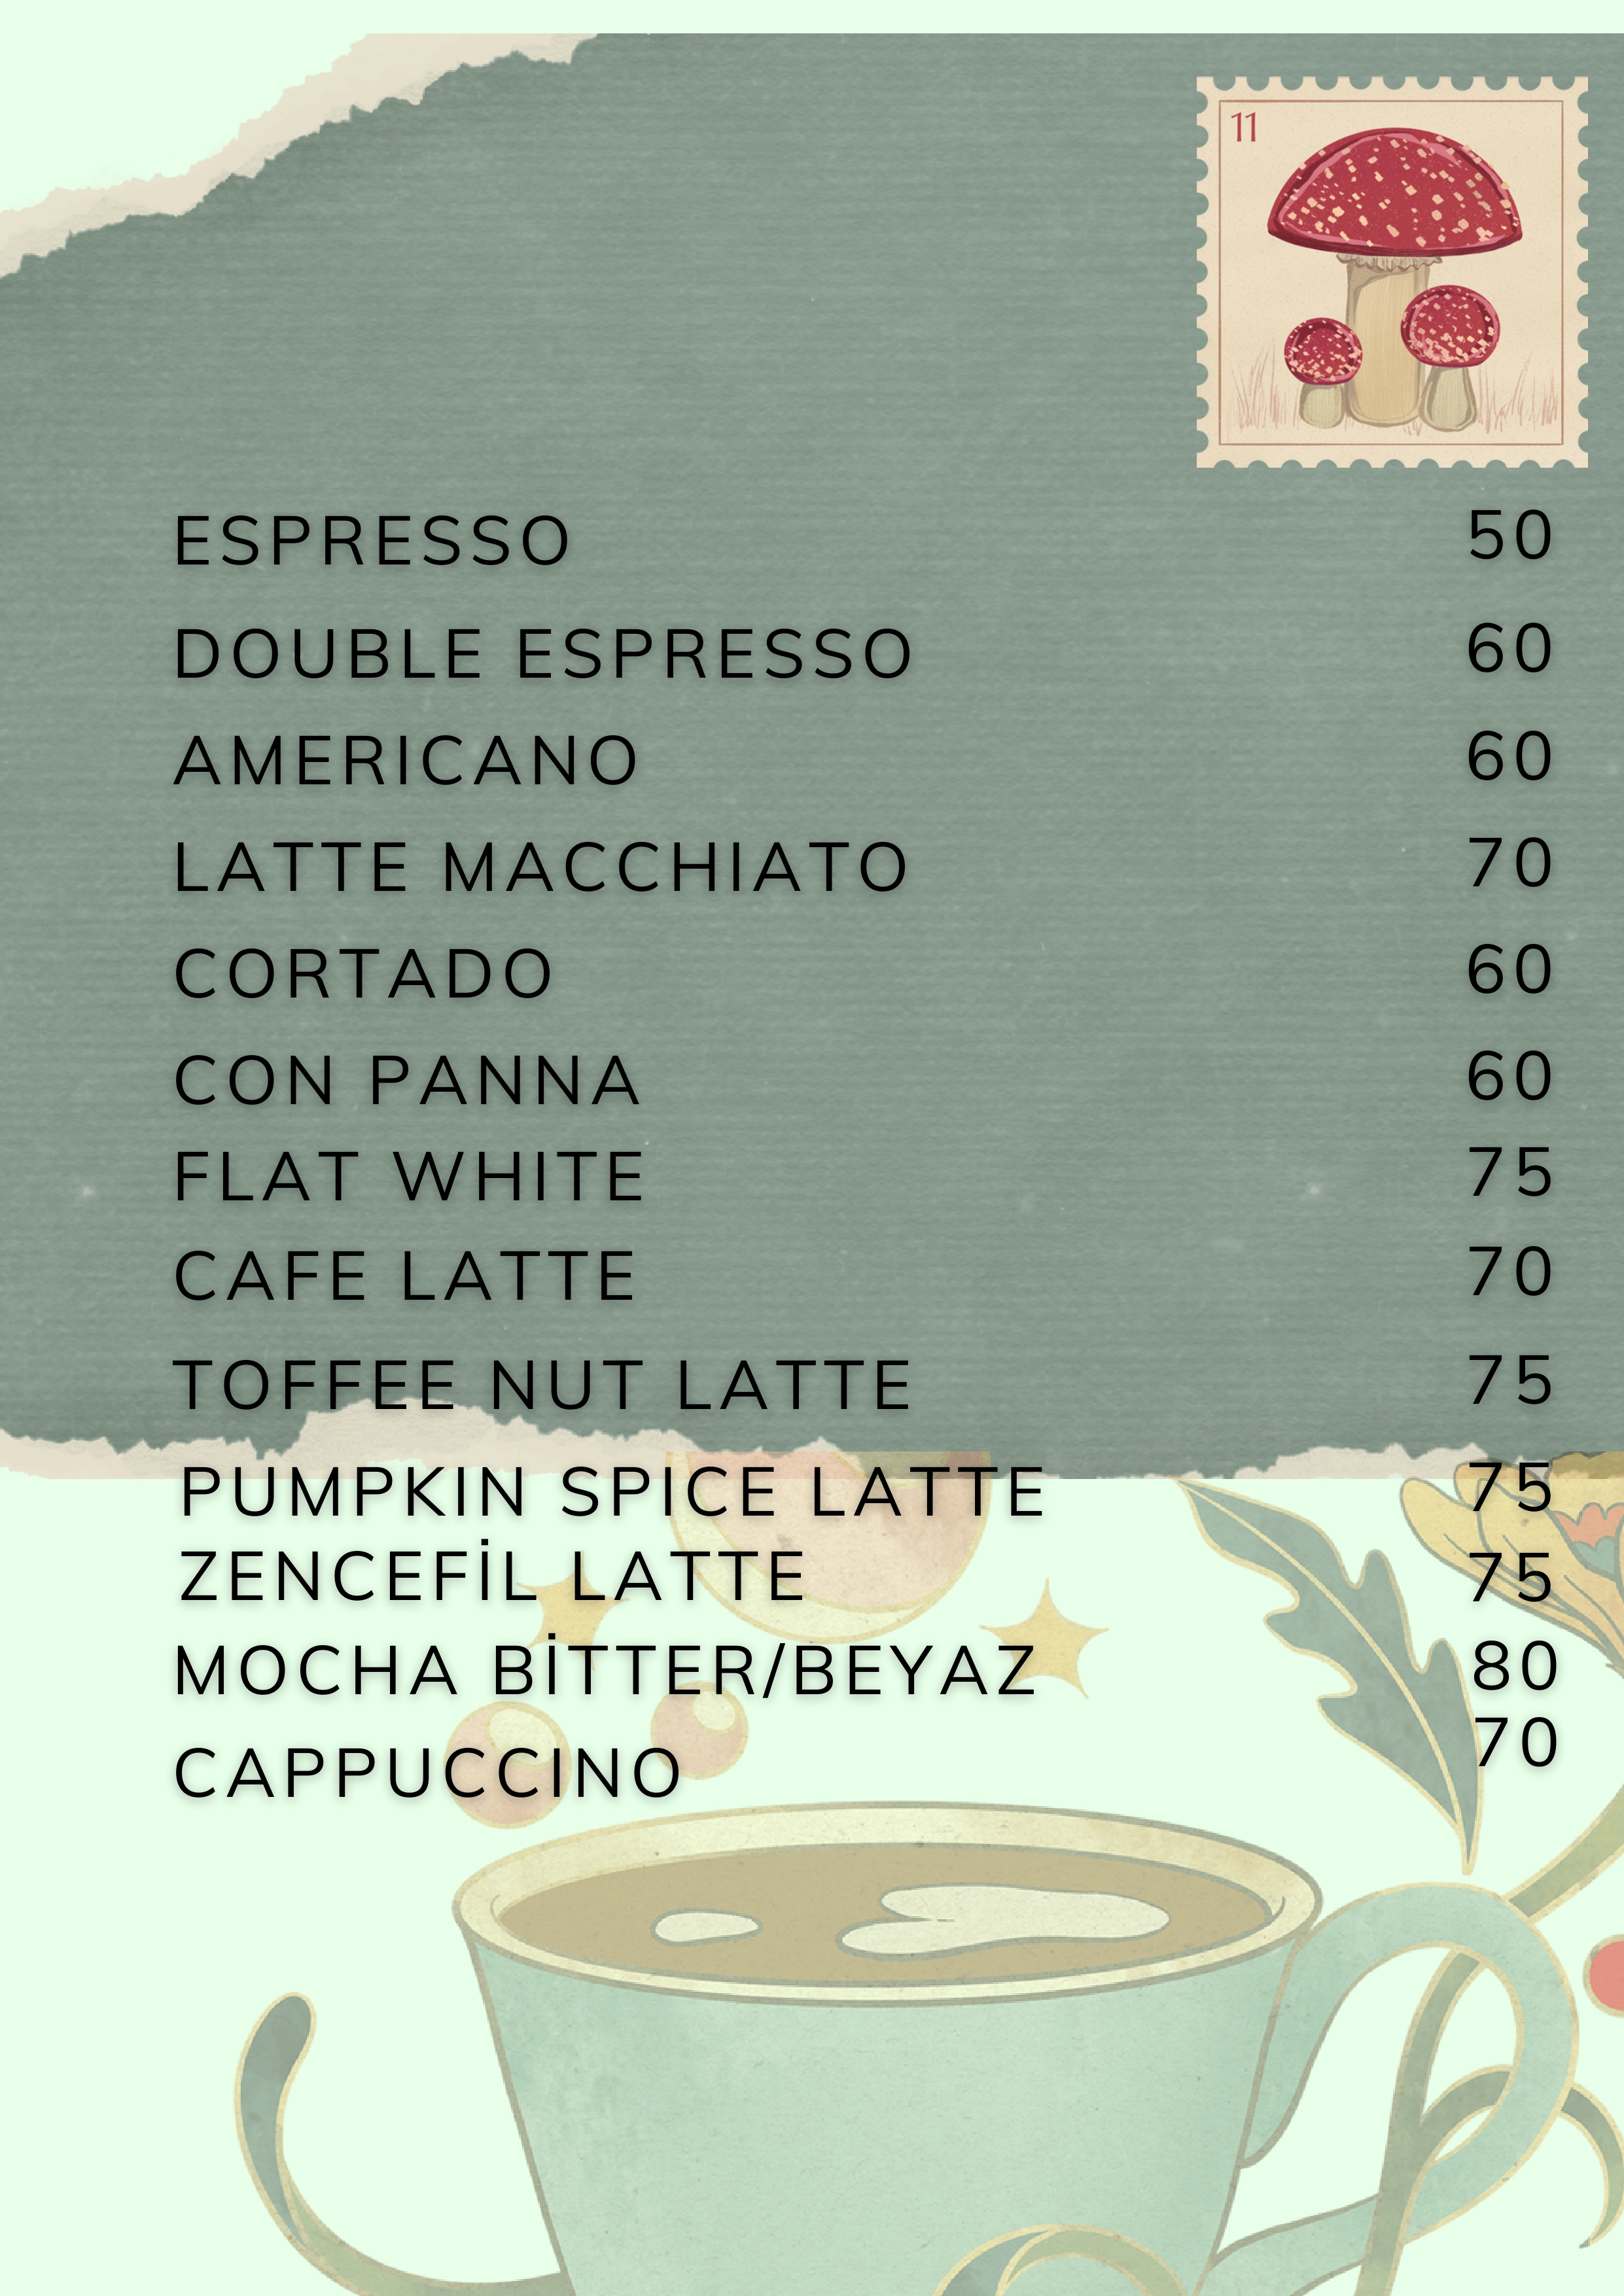 11
ESPRESSO 50
DOUBLE ESPRESSO 60
AMERICANO 60
LATTE MACCHIATO 70
CORTADO 60
CON PANNA 60
FLAT WHITE 75
CAFE LATTE 70
TOFFEE NUT LATTE 75
PUMPKIN SPICE LATTE 75
ZENCEFİL LATTE 75
MOCHA BİTTER/BEYAZ 80
CAPPUCCINO 70